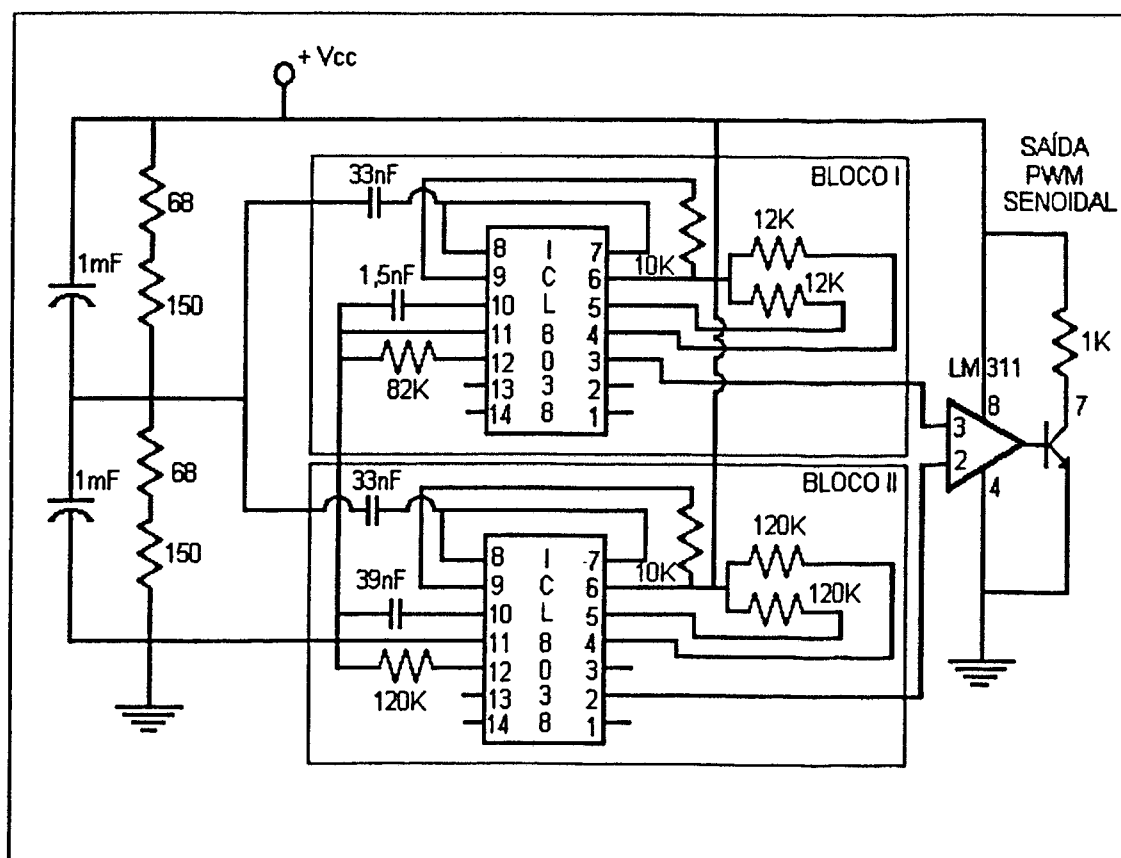 + Vcc
SAÍDA
PWM
SENOIDAL
68
150
1mF
68
150
1mF
BLOCO I
33nF
1,5nF
82K
10K
12K
12K
8 I 7
9 C 6
10 L 5
11 8 4
12 0 3
13 3 2
14 8 1
LM 311
3
2
8
4
7
1K
BLOCO II
33nF
39nF
120K
10K
120K
120K
8 I 7
9 C 6
10 L 5
11 8 4
12 0 3
13 3 2
14 8 1